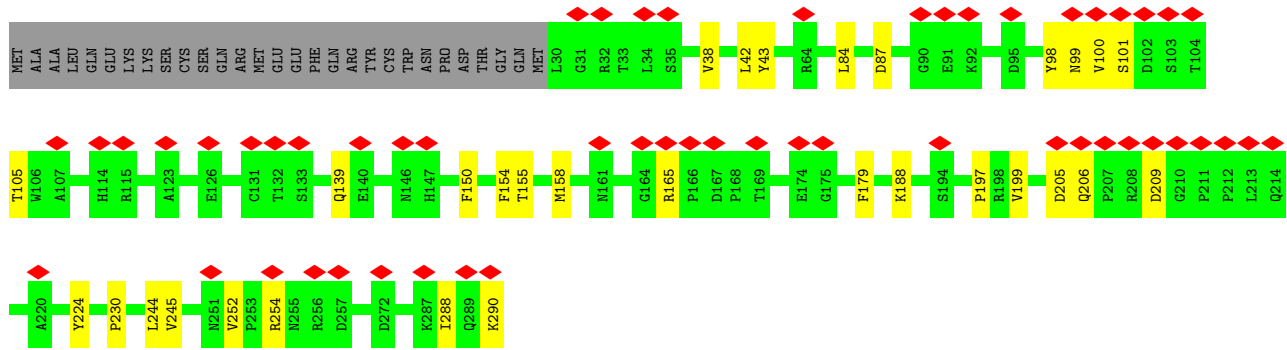 MET ALA ALA LEU GLN GLU LYS LYS SER CYS SER GLN ARG MET GLU GLU PHE GLN ARG TYR CYS TRP ASN PRO ASP THR GLY GLN MET L30 G31 R32 T33 L34 S35 V38 L42 Y43 R64 L84 D87 G90 E91 K92 D95 Y98 N99 V100 S101 D102 S103 T104
T105 W106 A107 H114 R115 A123 E126 C131 T132 S133 Q139 E140 N146 H147 F150 F154 T155 M158 N161 G164 R165 P166 D167 P168 T169 E174 G175 F179 K188 S194 P197 R198 V199 D205 Q206 P207 R208 D209 G210 P211 P212 L213 Q214
A220 Y224 P230 L244 V245 N251 V252 P253 R254 N255 R256 D257 D272 K287 I288 Q289 K290